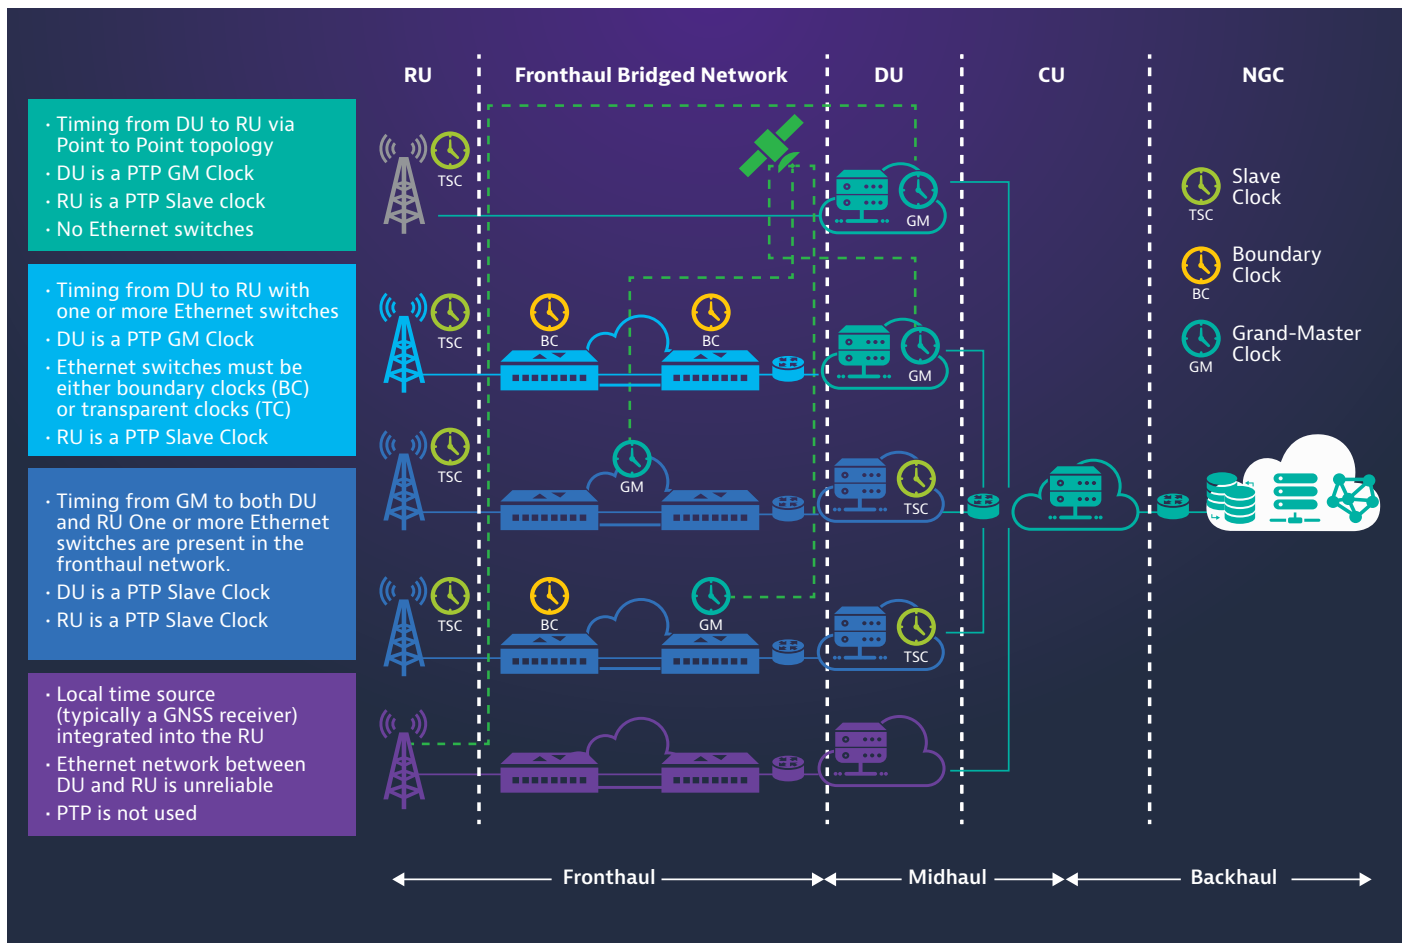 RU
Fronthaul Bridged Network
DU
CU
NGC
· Timing from DU to RU via
Point to Point topology
· DU is a PTP GM Clock
· RU is a PTP Slave clock
· No Ethernet switches
TSC
GM
Slave
Clock
TSC
Boundary
Clock
BC
Grand-Master
Clock
GM
· Timing from DU to RU with
one or more Ethernet switches
· DU is a PTP GM Clock
· Ethernet switches must be
either boundary clocks (BC)
or transparent clocks (TC)
· RU is a PTP Slave Clock
TSC
BC
BC
GM
· Timing from GM to both DU
and RU One or more Ethernet
switches are present in the
fronthaul network.
· DU is a PTP Slave Clock
· RU is a PTP Slave Clock
TSC
GM
TSC
TSC
BC
GM
TSC
· Local time source
(typically a GNSS receiver)
integrated into the RU
· Ethernet network between
DU and RU is unreliable
· PTP is not used
Fronthaul
Midhaul
Backhaul